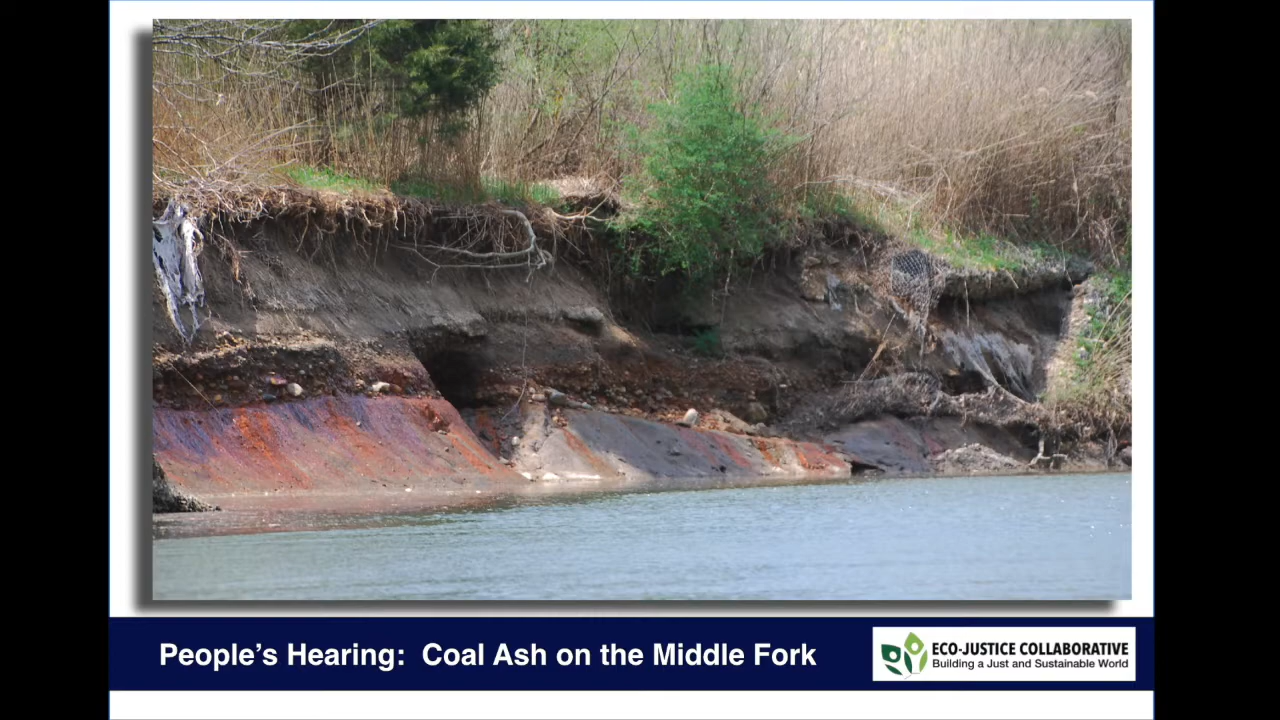 People's Hearing:  Coal Ash on the Middle Fork
ECO-JUSTICE COLLABORATIVE
Building a Just and Sustainable World